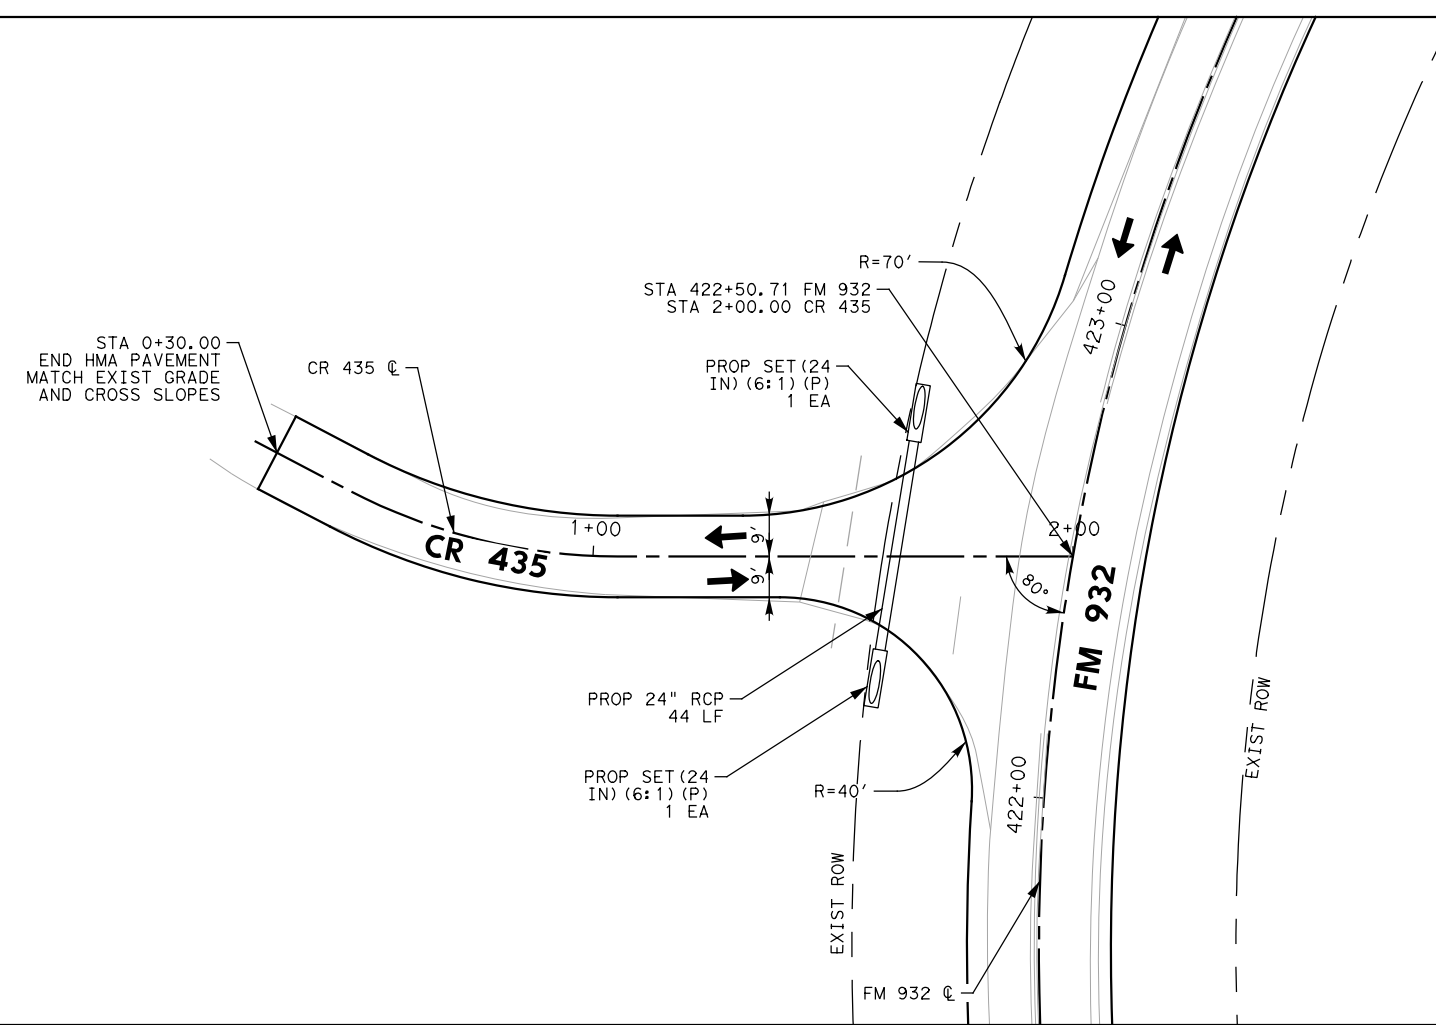 R=70'
STA 422+50.71 FM 932
STA 2+00.00 CR 435
423+00
STA 0+30.00
END HMA PAVEMENT
MATCH EXIST GRADE
AND CROSS SLOPES
CR 435 ℄
PROP SET(24
IN)(6:1)(P)
1 EA
1+00
2+00
9'
9'
CR 435
80°
FM 932
PROP 24" RCP
44 LF
EXIST ROW
PROP SET(24
IN)(6:1)(P)
1 EA
R=40'
422+00
EXIST ROW
FM 932 ℄